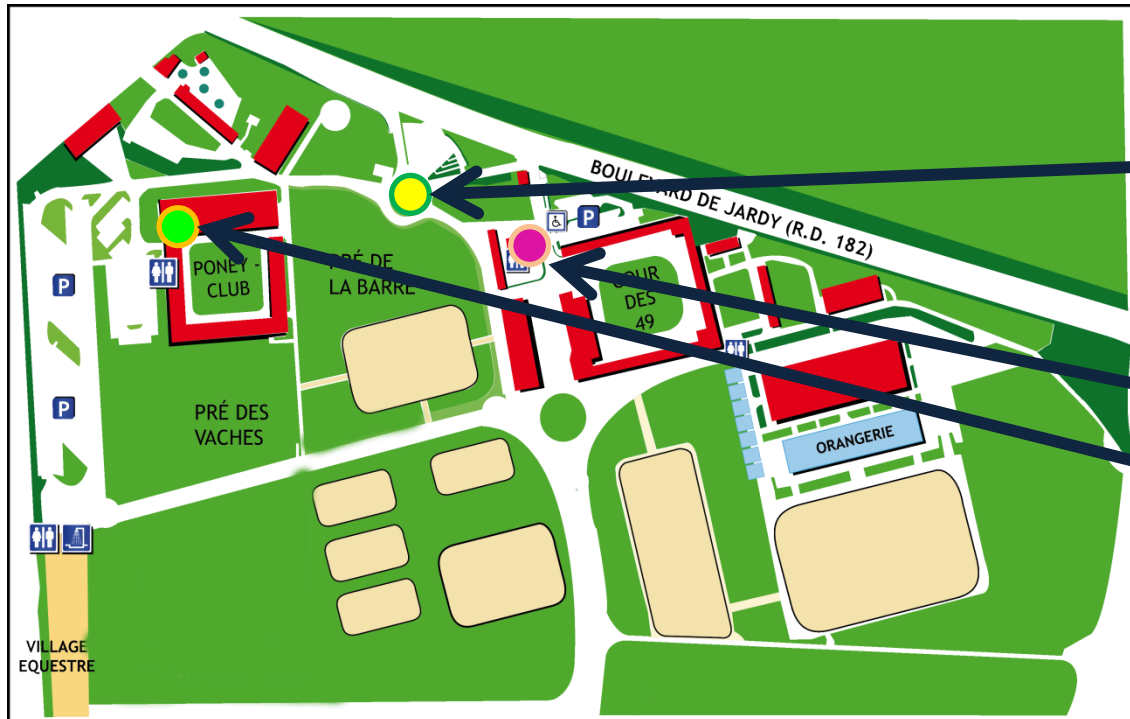 BOULEVARD DE JARDY (R.D. 182)
P
PONEY -
CLUB
PRÉ DE
LA BARRE
COUR
DES
49
P
P
PRÉ DES
VACHES
ORANGERIE
VILLAGE
EQUESTRE